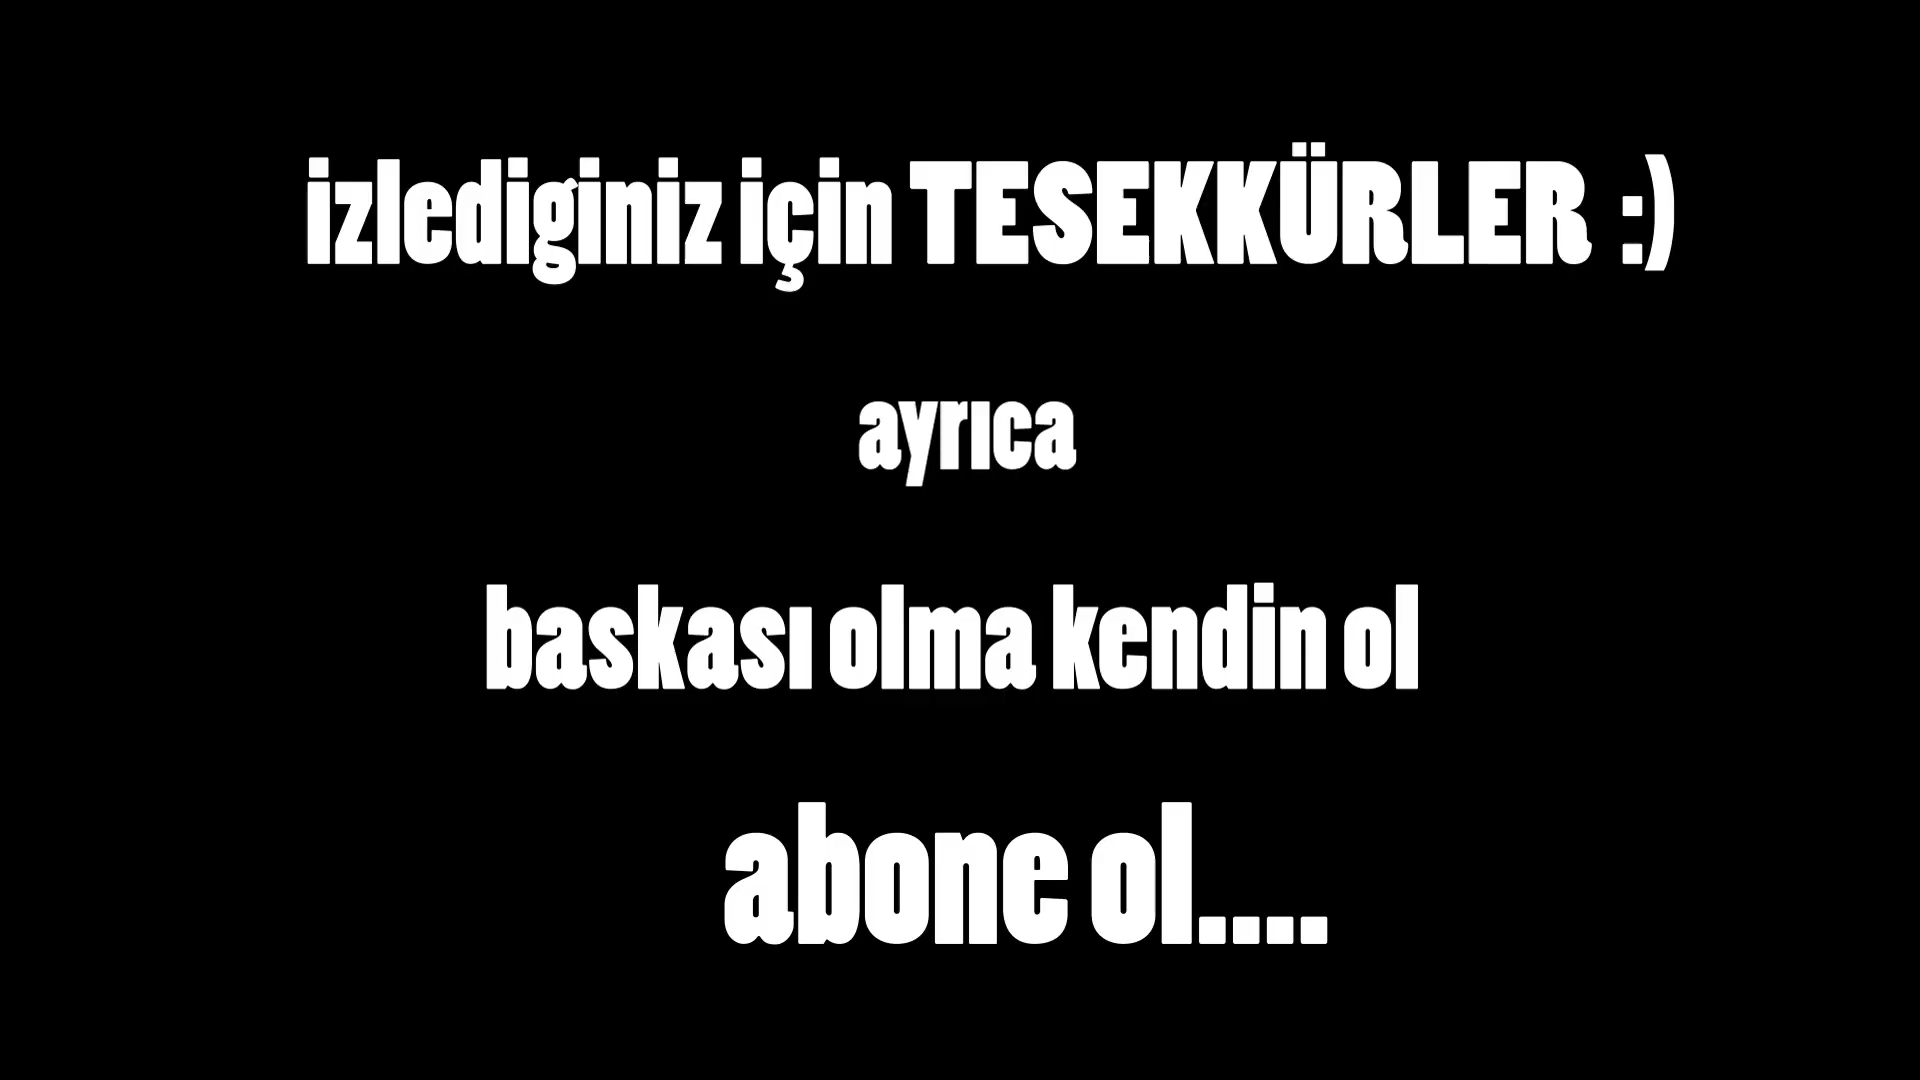 izlediginiz için TESEKKÜRLER :)
ayrıca
baskası olma kendin ol
abone ol....